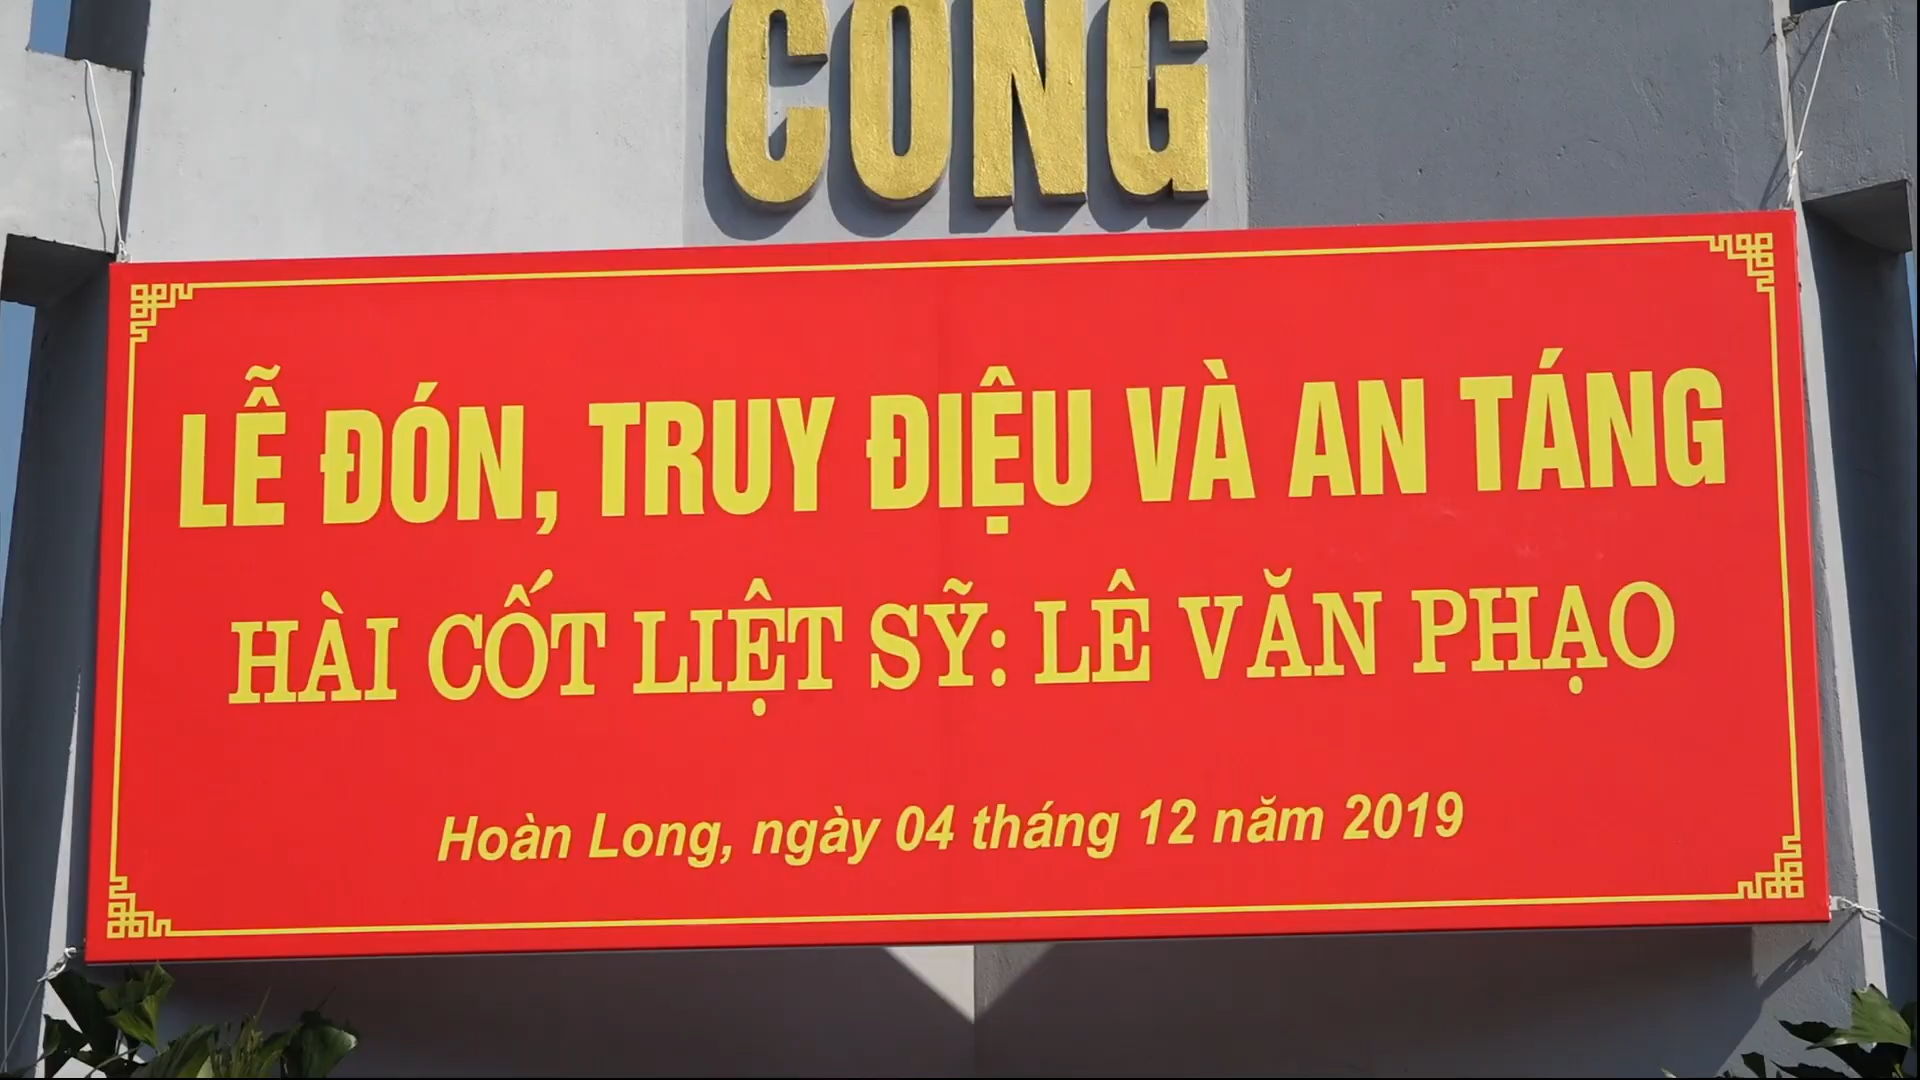 CÔNG
LỄ ĐÓN, TRUY ĐIỆU VÀ AN TÁNG
HÀI CỐT LIỆT SỸ: LÊ VĂN PHẠO
Hoàn Long, ngày 04 tháng 12 năm 2019